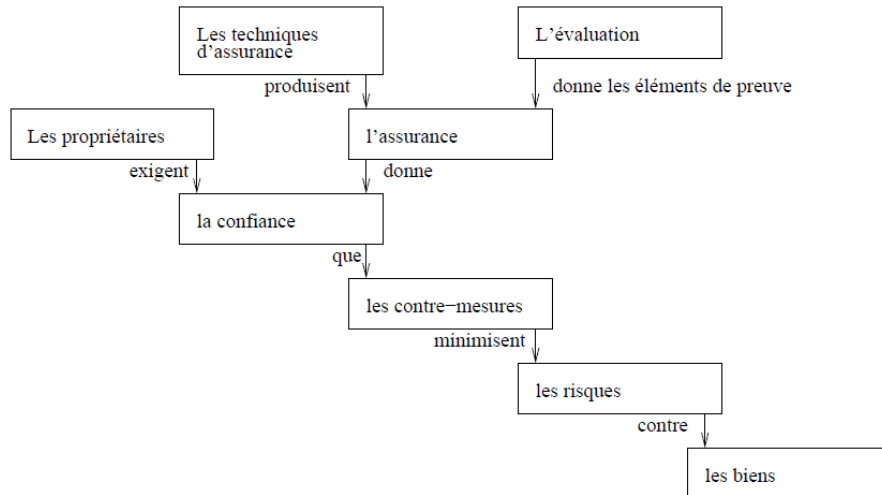 Les techniques
d'assurance
L'évaluation
produisent
donne les éléments de preuve
Les propriétaires
l'assurance
exigent
donne
la confiance
que
les contre−mesures
minimisent
les risques
contre
les biens